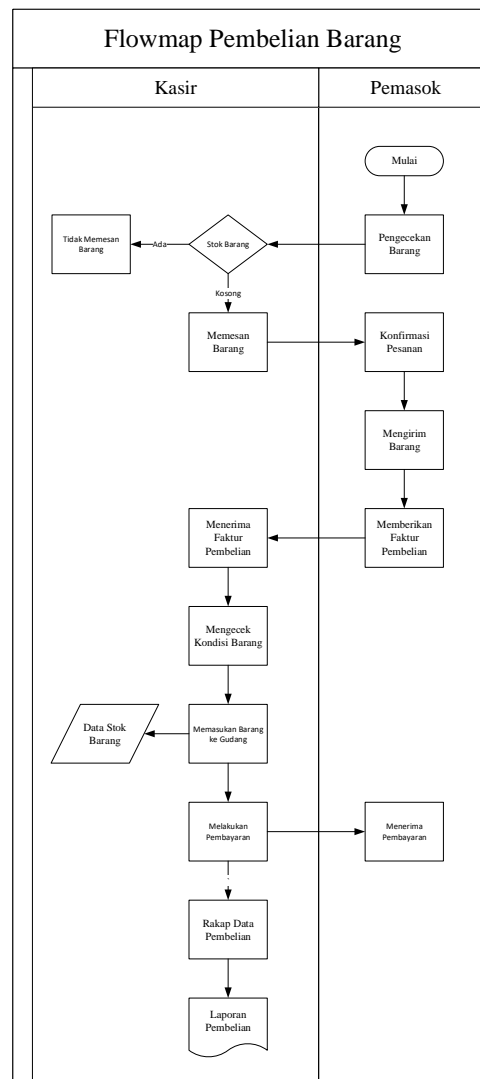 Flowmap Pembelian Barang
Kasir
Pemasok
Mulai
Tidak Memesan
Barang
Ada
Stok Barang
Pengecekan
Barang
Kosong
Memesan
Barang
Konfirmasi
Pesanan
Mengirim
Barang
Menerima
Faktur
Pembelian
Memberikan
Faktur
Pembelian
Mengecek
Kondisi Barang
Data Stok
Barang
Memasukan Barang
ke Gudang
Melakukan
Pembayaran
Menerima
Pembayaran
Rakap Data
Pembelian
Laporan
Pembelian